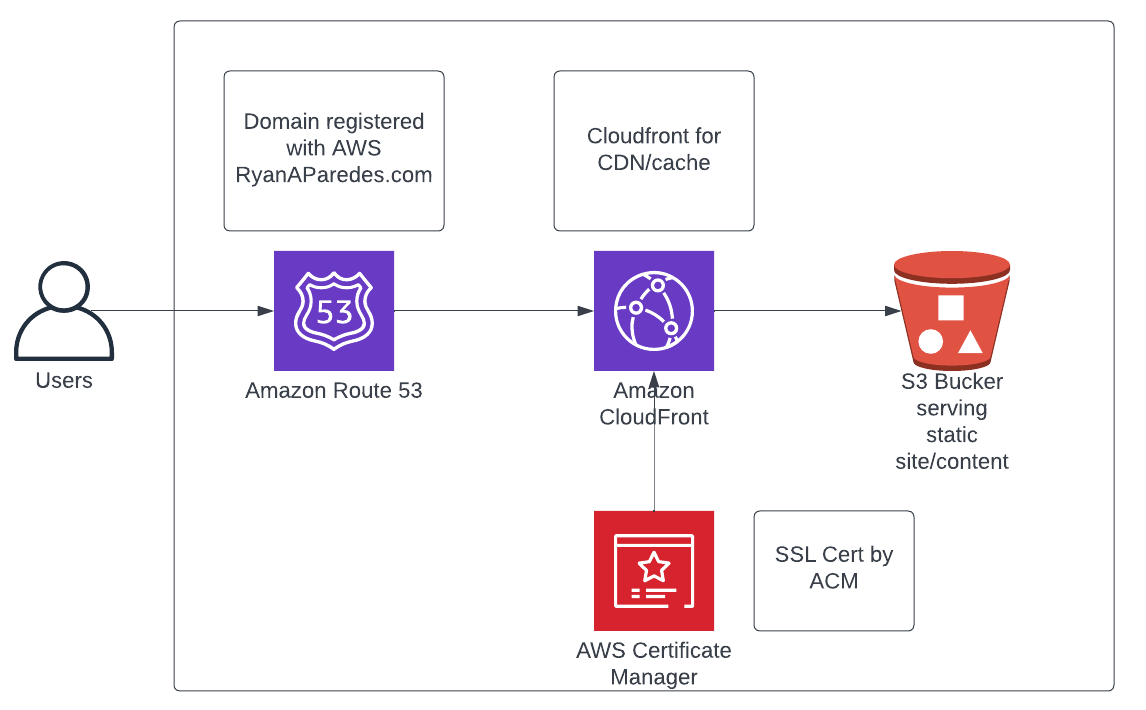 Domain registered
with AWS
RyanAParedes.com
Cloudfront for
CDN/cache
53
Users
Amazon Route 53
Amazon
CloudFront
S3 Bucker
serving
static
site/content
SSL Cert by
ACM
AWS Certificate
Manager